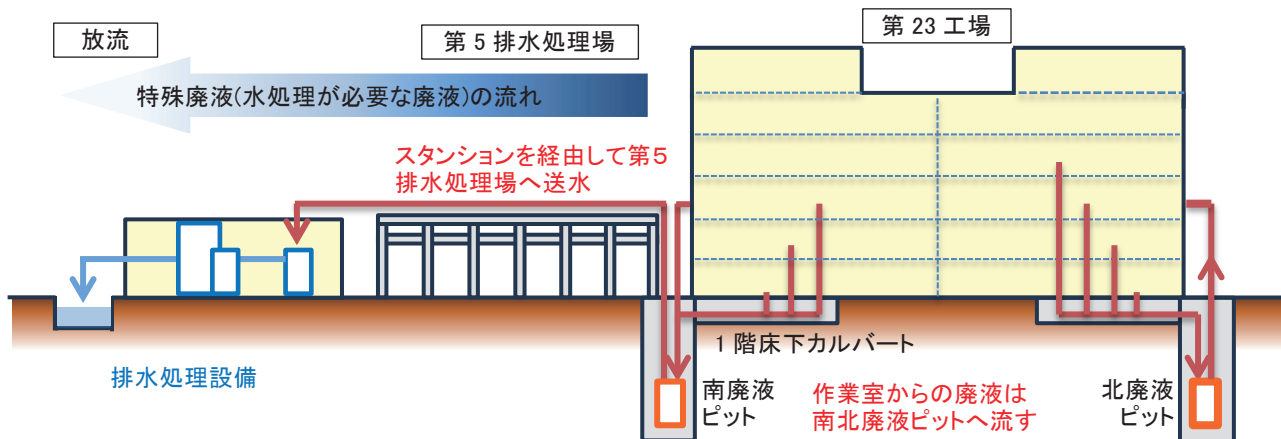 放流
第5排水処理場
第23工場
特殊廃液(水処理が必要な廃液)の流れ
スタンションを経由して第5
排水処理場へ送水
1階床下カルバート
排水処理設備
南廃液
ピット
作業室からの廃液は
南北廃液ピットへ流す
北廃液
ピット